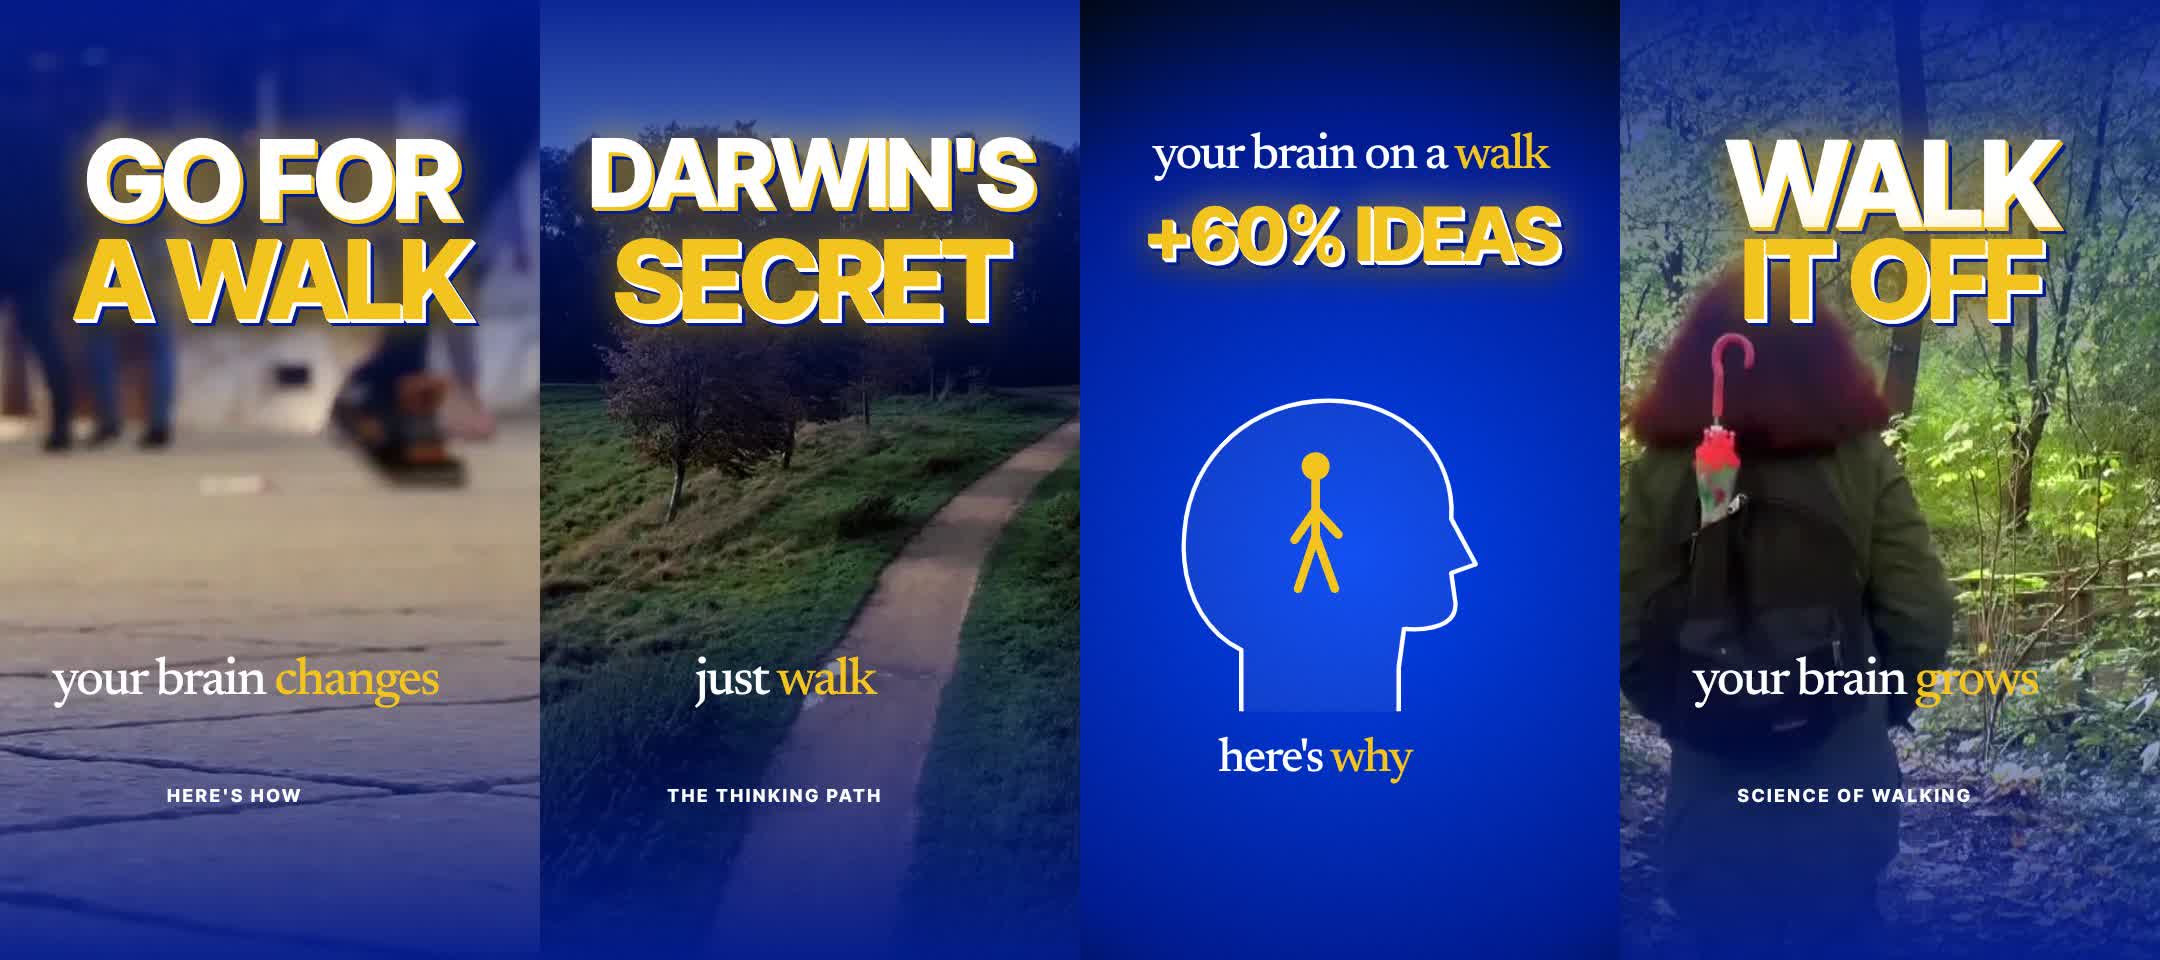 GO FOR
A WALK
your brain changes
HERE'S HOW
DARWIN'S
SECRET
just walk
THE THINKING PATH
your brain on a walk
+60% IDEAS
here's why
WALK
IT OFF
your brain grows
SCIENCE OF WALKING